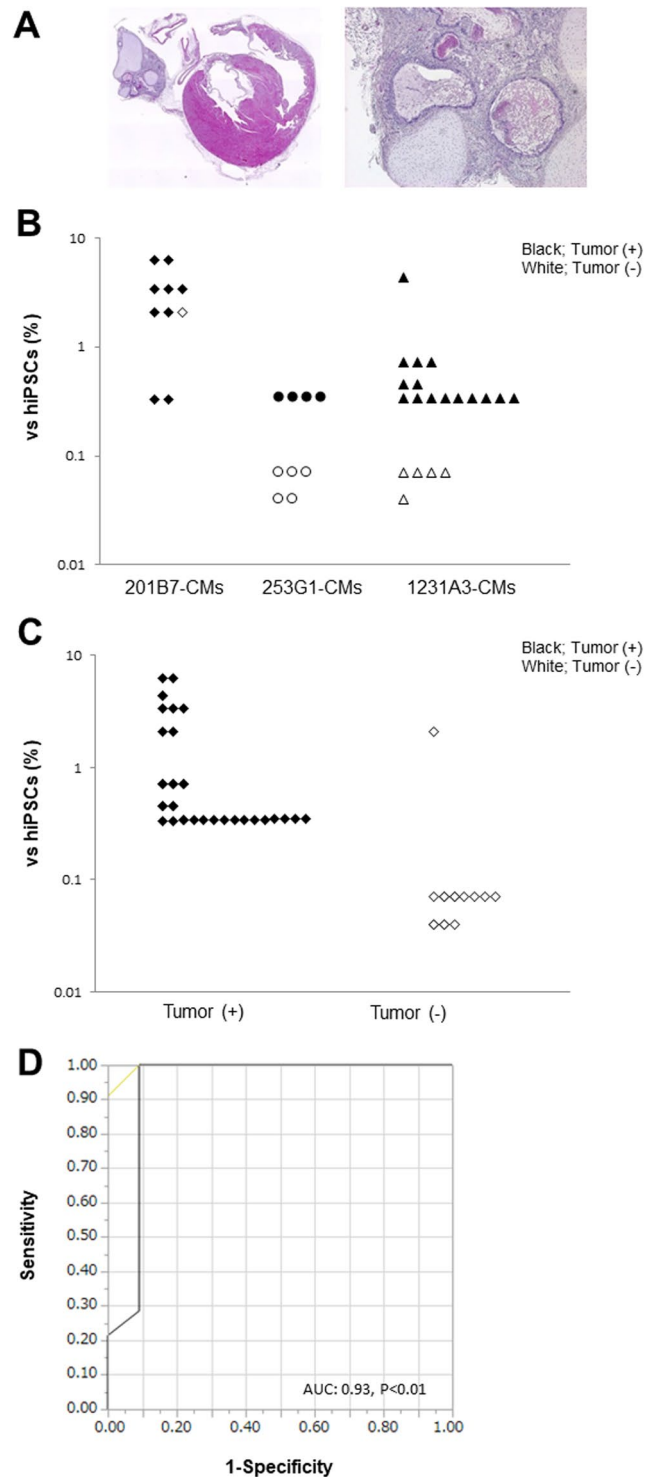 A
B
Black; Tumor (+)
White; Tumor (-)
vs hiPSCs (%)
10
1
0.1
0.01
201B7-CMs 253G1-CMs 1231A3-CMs
C
Black; Tumor (+)
White; Tumor (-)
vs hiPSCs (%)
10
1
0.1
0.01
Tumor (+) Tumor (-)
D
Sensitivity
1.00
0.90
0.80
0.70
0.60
0.50
0.40
0.30
0.20
0.10
0.00
AUC: 0.93, P<0.01
0.00 0.20 0.40 0.60 0.80 1.00
1-Specificity